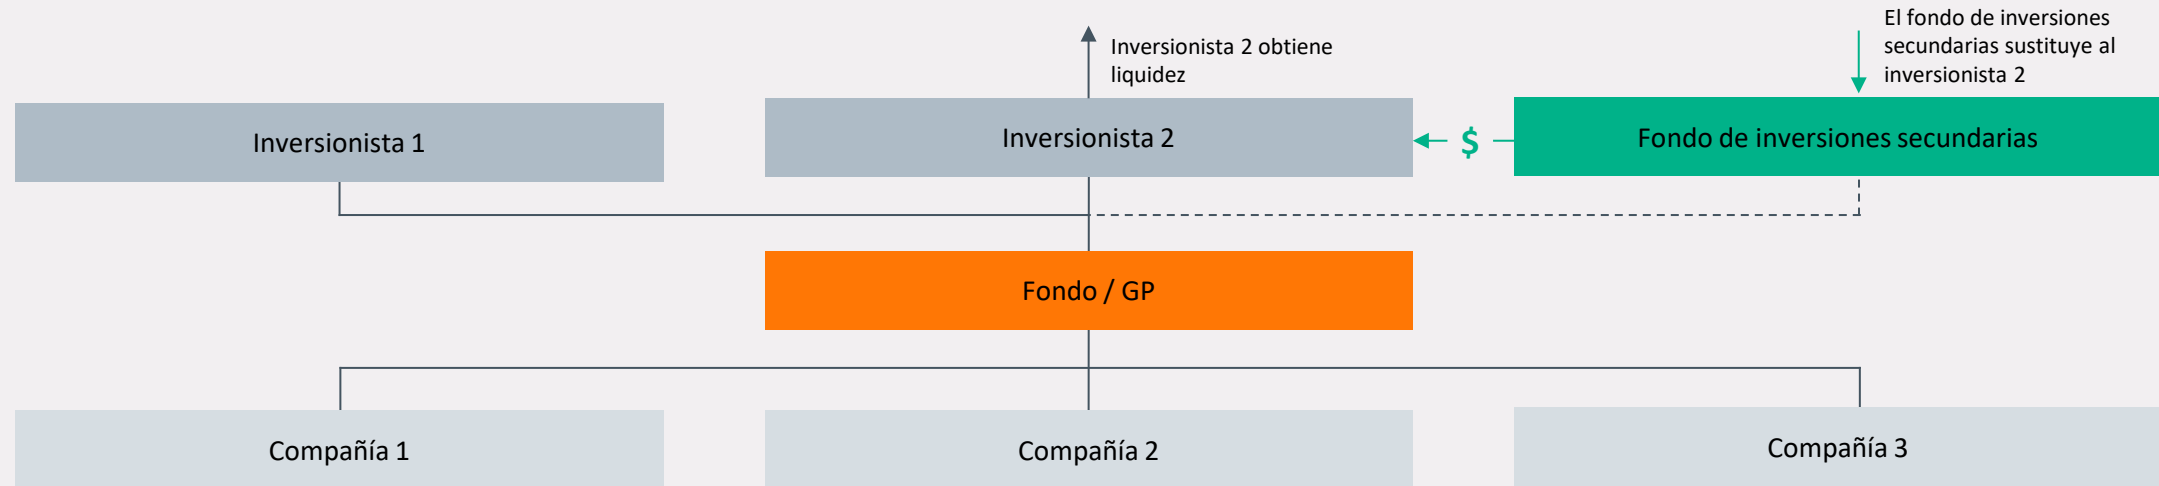 El fondo de inversiones
secundarias sustituye al
inversionista 2
Inversionista 2 obtiene
liquidez
Inversionista 1
Inversionista 2
$
Fondo de inversiones secundarias
Fondo / GP
Compañía 1
Compañía 2
Compañía 3